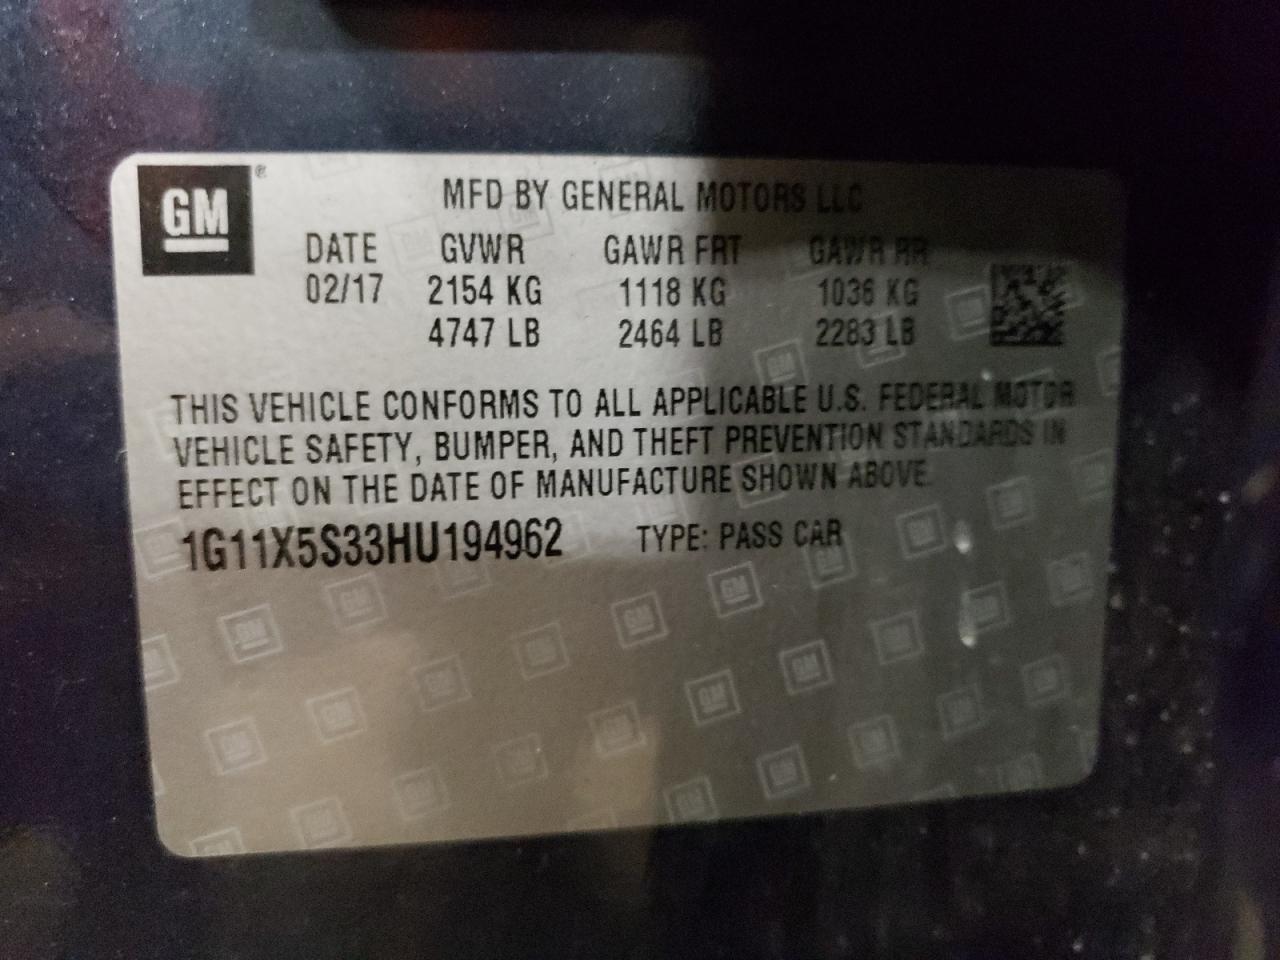 GM®
MFD BY GENERAL MOTORS LLC
DATE GVWR GAWR FRT GAWR RR
02/17 2154 KG 1118 KG 1036 KG
4747 LB 2464 LB 2283 LB
THIS VEHICLE CONFORMS TO ALL APPLICABLE U.S. FEDERAL MOTOR
VEHICLE SAFETY, BUMPER, AND THEFT PREVENTION STANDARDS IN
EFFECT ON THE DATE OF MANUFACTURE SHOWN ABOVE.
1G11X5S33HU194962 TYPE: PASS CAR